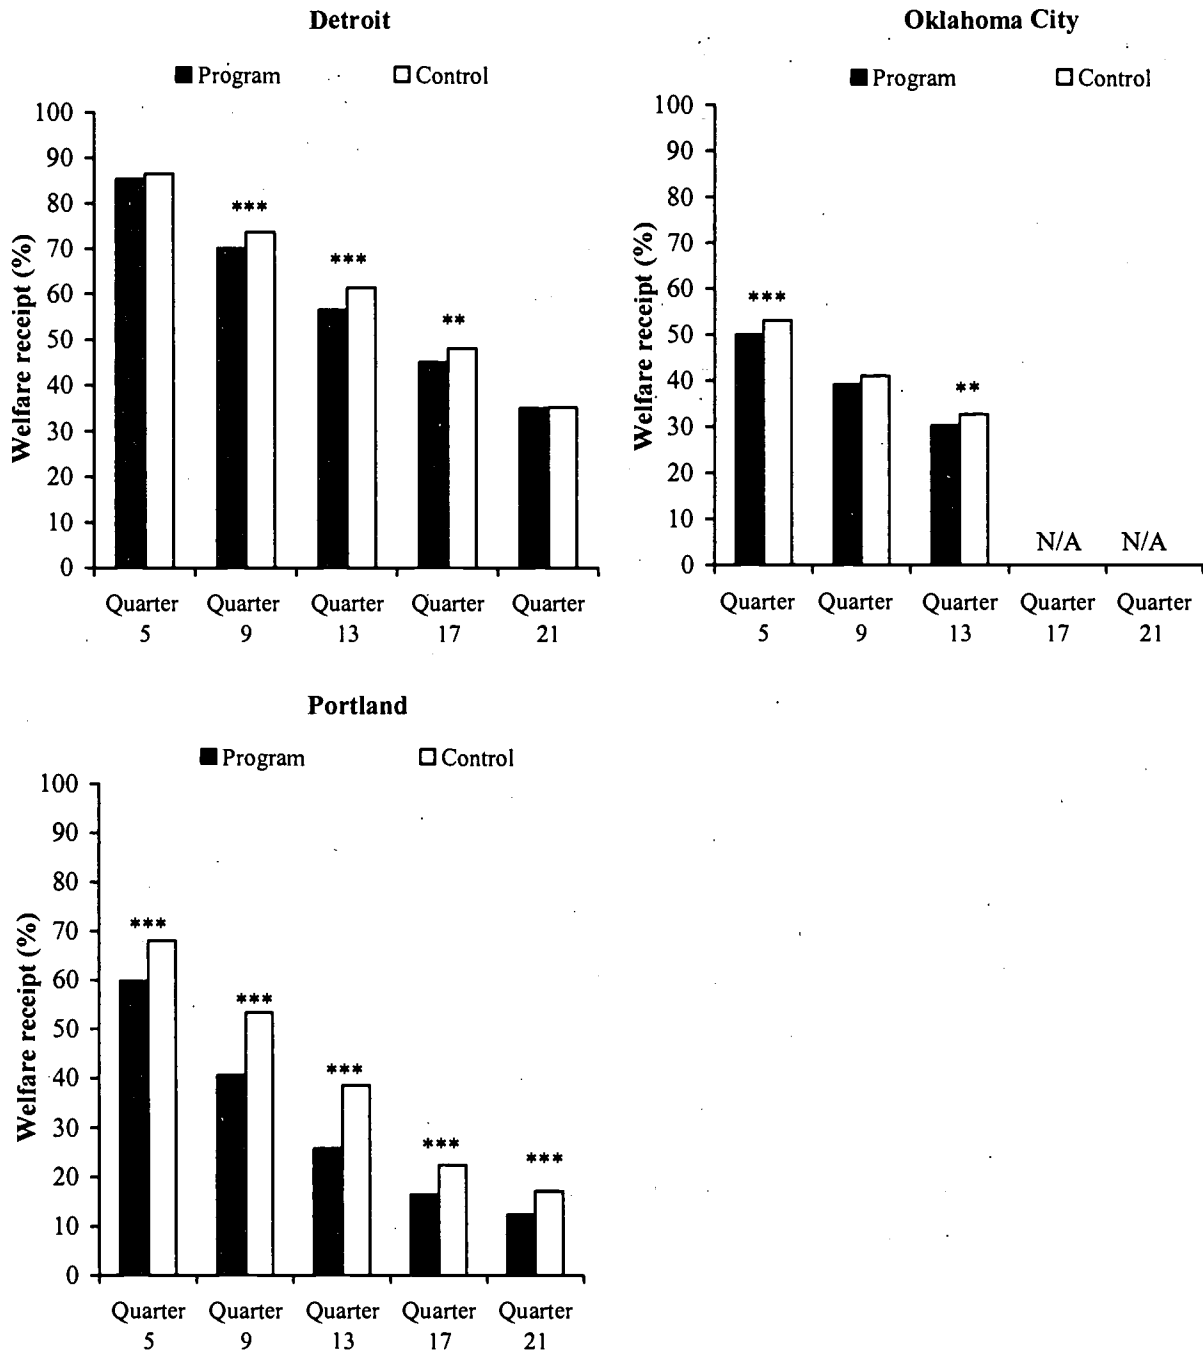 Detroit
Program Control
100
90
80
70
60
50
40
30
20
10
0
Welfare receipt (%)
***
***
**
Quarter Quarter Quarter Quarter Quarter
5 9 13 17 21
Oklahoma City
Program Control
100
90
80
70
60
50
40
30
20
10
0
Welfare receipt (%)
***
**
N/A N/A
Quarter Quarter Quarter Quarter Quarter
5 9 13 17 21
Portland
Program Control
100
90
80
70
60
50
40
30
20
10
0
Welfare receipt (%)
***
***
***
***
***
Quarter Quarter Quarter Quarter Quarter
5 9 13 17 21